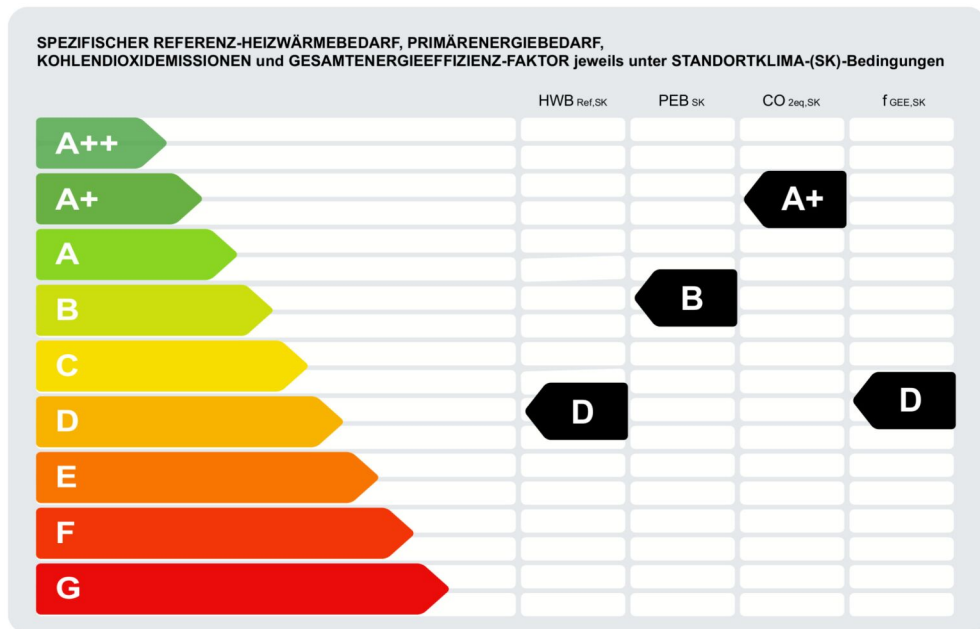 SPEZIFISCHER REFERENZ-HEIZWÄRMEBEDARF, PRIMÄRENERGIEBEDARF,
KOHLENDIOXIDEMISSIONEN und GESAMTENERGIEEFFIZIENZ-FAKTOR jeweils unter STANDORTKLIMA-(SK)-Bedingungen
HWB Ref,SK PEB SK CO 2eq,SK f GEE,SK
A++
A+ A+
A
B B
C
D D D
E
F
G